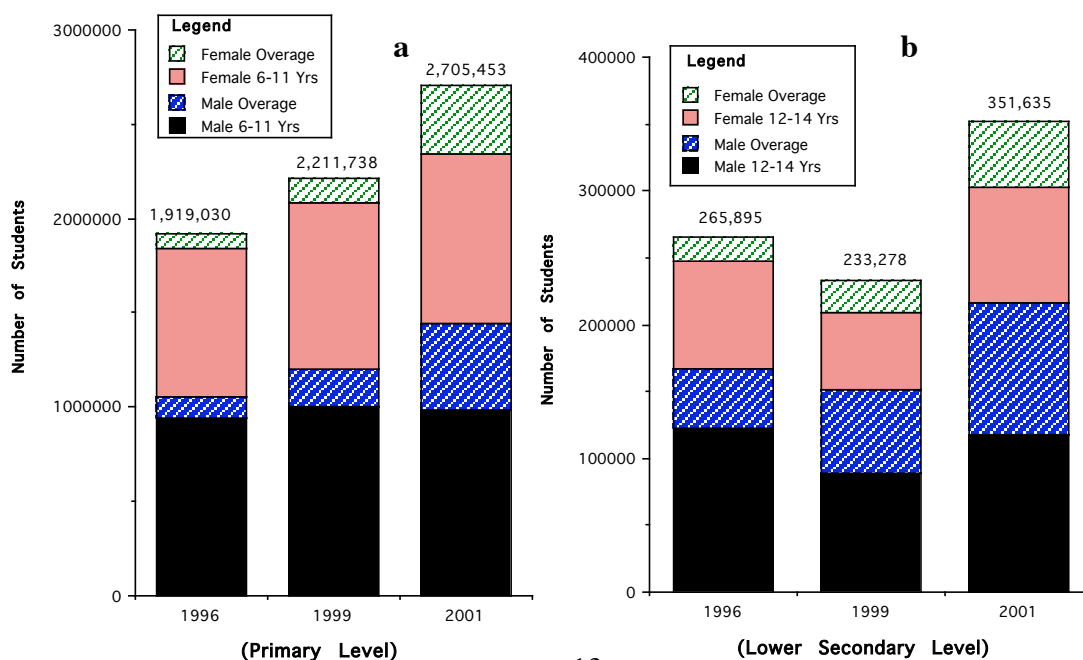 Legend
Female Overage
Female 6-11 Yrs
Male Overage
Male 6-11 Yrs
a
3000000
2000000
1000000
0
Number of Students
1,919,030
2,211,738
2,705,453
1996
1999
2001
(Primary Level)
Legend
Female Overage
Female 12-14 Yrs
Male Overage
Male 12-14 Yrs
b
400000
300000
200000
100000
0
Number of Students
265,895
233,278
351,635
1996
1999
2001
(Lower Secondary Level)